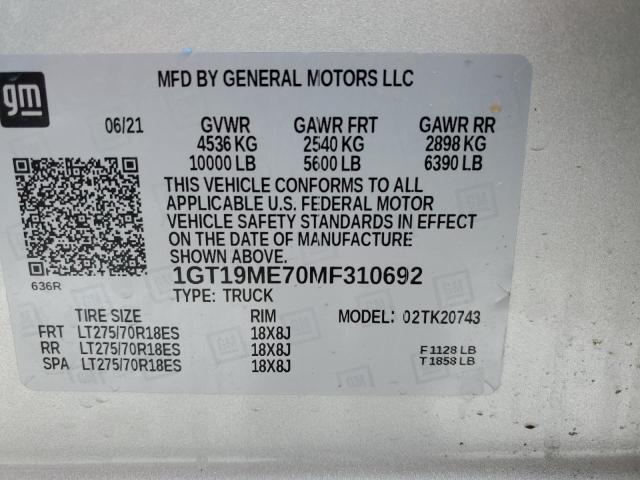 gm
MFD BY GENERAL MOTORS LLC
06/21 GVWR GAWR FRT GAWR RR
4536 KG 2540 KG 2898 KG
10000 LB 5600 LB 6390 LB
THIS VEHICLE CONFORMS TO ALL
APPLICABLE U.S. FEDERAL MOTOR
VEHICLE SAFETY STANDARDS IN EFFECT
ON THE DATE OF MANUFACTURE
SHOWN ABOVE.
636R
1GT19ME70MF310692
TYPE: TRUCK
TIRE SIZE RIM MODEL: 02TK20743
FRT LT275/70R18ES 18X8J
RR LT275/70R18ES 18X8J F1128 LB
SPA LT275/70R18ES 18X8J T1858 LB